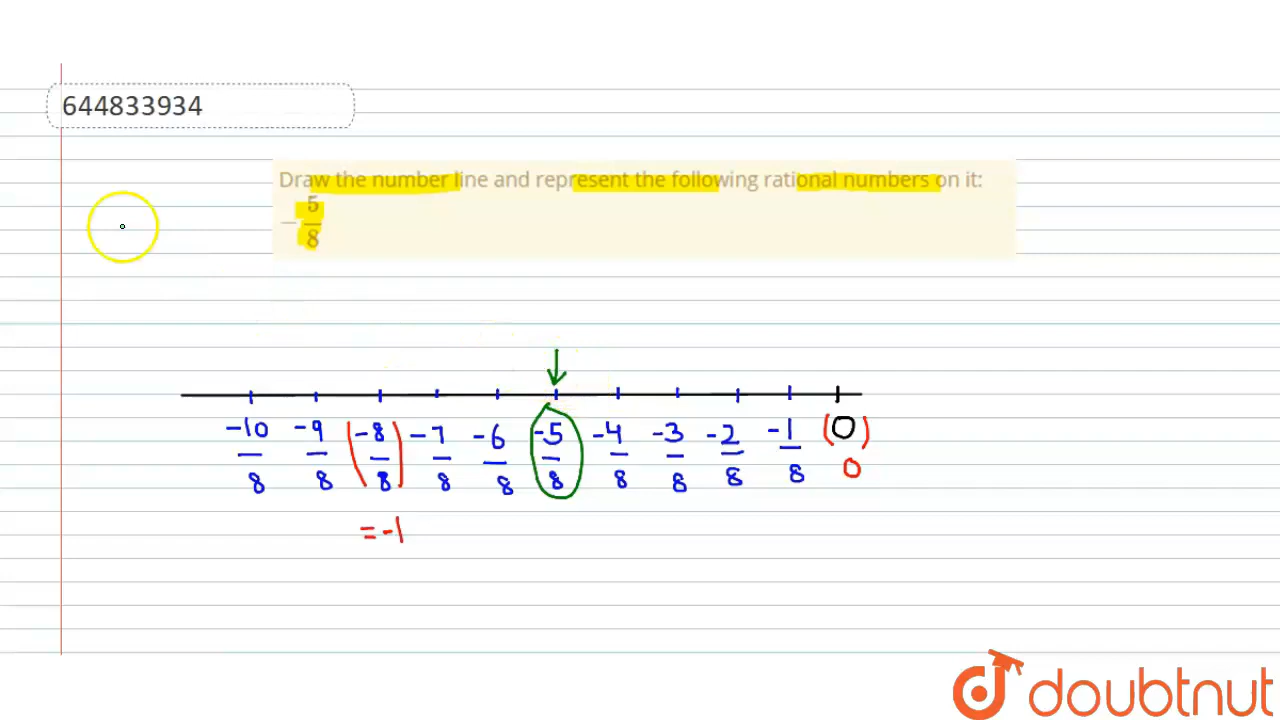 644833934
Draw the number line and represent the following rational numbers on it:
− 5/8
-10/8 -9/8 (-8/8) -7/8 -6/8 -5/8 -4/8 -3/8 -2/8 -1/8 (0)
0
= -1
doubtnut